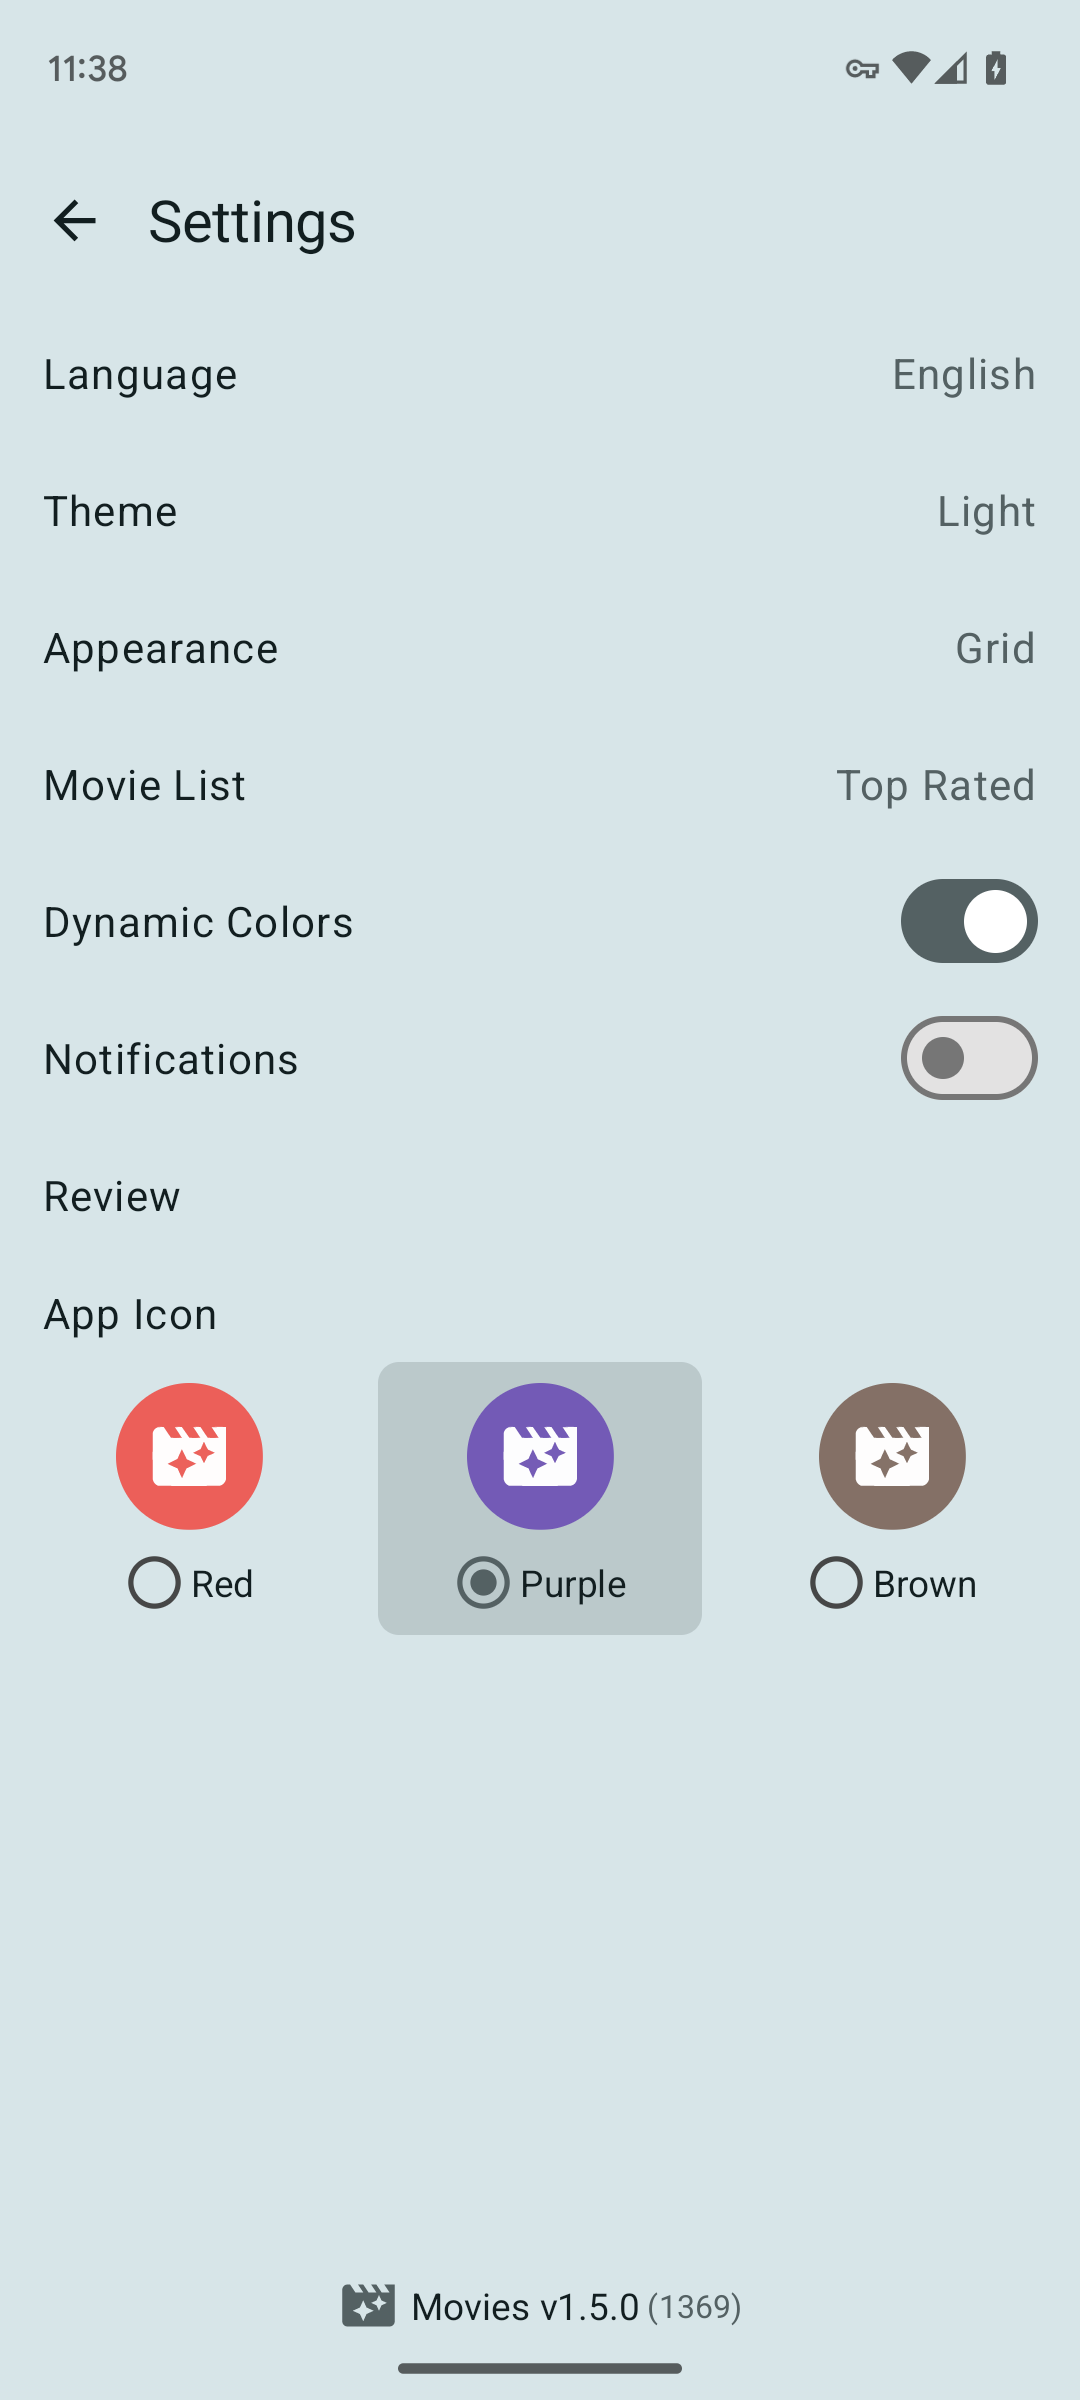 11:38
Settings
Language English
Theme Light
Appearance Grid
Movie List Top Rated
Dynamic Colors
Notifications
Review
App Icon
Red Purple Brown
Movies v1.5.0 (1369)